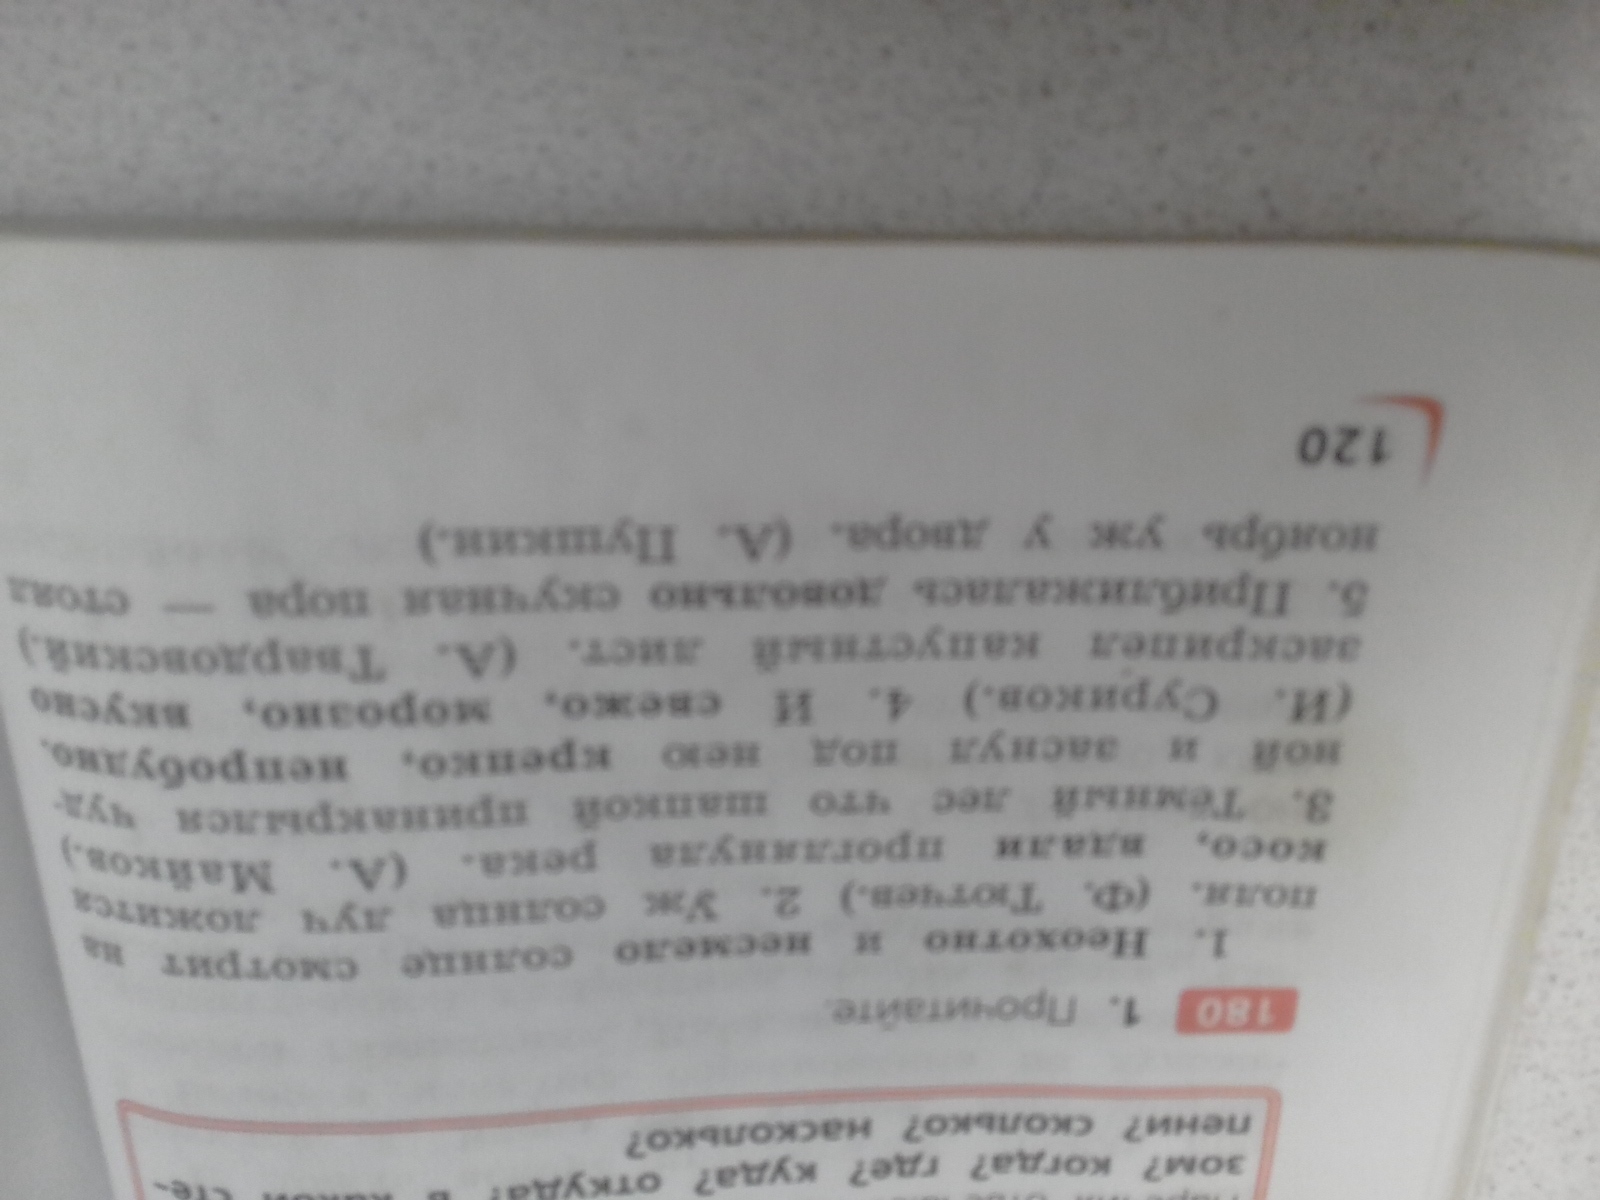 зом? когда? где? куда? откуда? в какой сте-
пени? сколько? насколько?
180 1. Прочитайте.
1. Неохотно и несмело солнце смотрит на
поля. (Ф. Тютчев.) 2. Уж солнца луч ложится
косо, вдали проглянула река. (А. Майков.)
3. Тёмный лес что шапкой принакрылся чуд-
ной и заснул под нею крепко, непробудно.
(И. Суриков.) 4. И свежо, морозно, вкусно
заскрипел капустный лист. (А. Твардовский.)
5. Приближалась довольно скучная пора — стоял
ноябрь уж у двора. (А. Пушкин.)
120